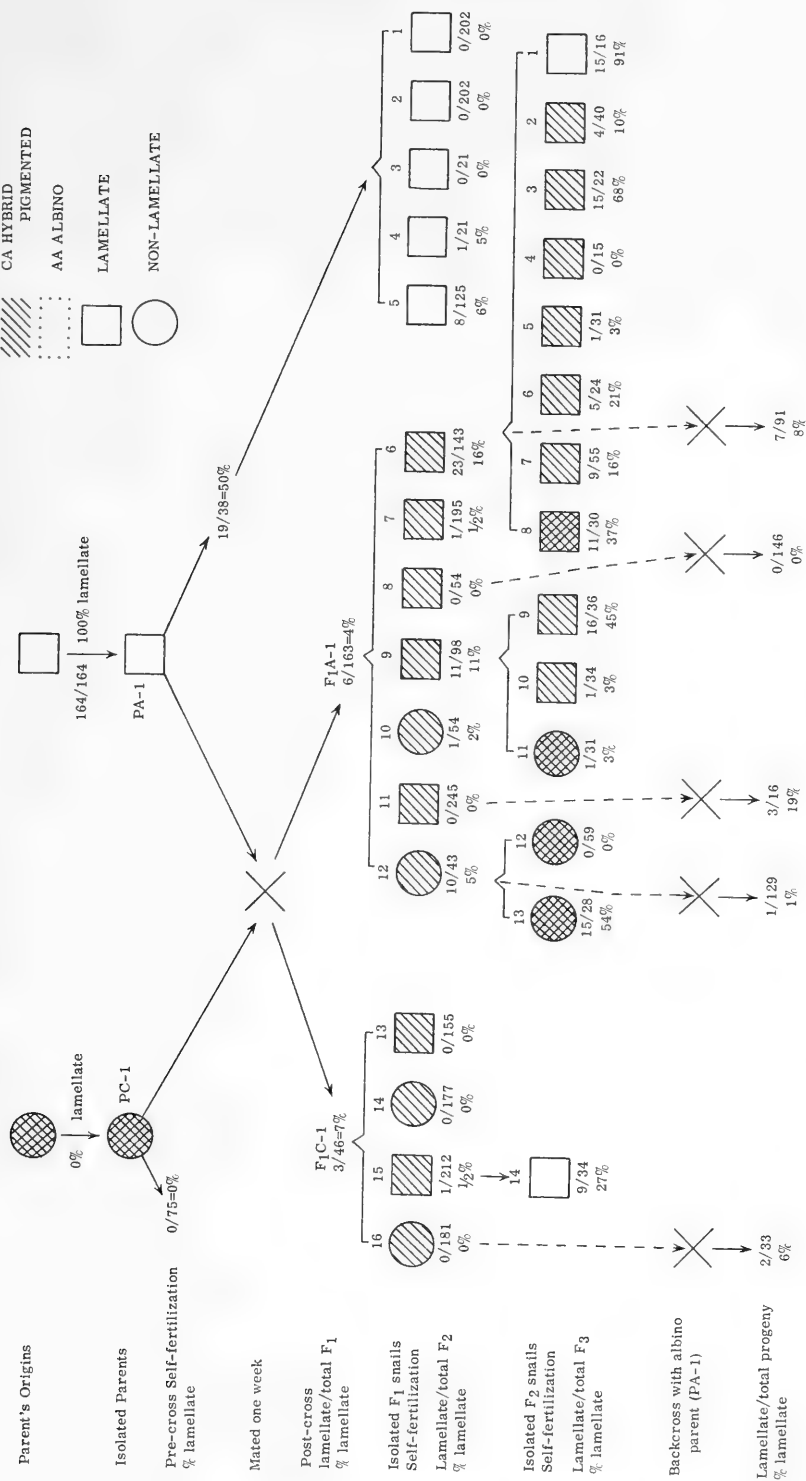 CA HYBRID
PIGMENTED
AA ALBINO
LAMELLATE
NON-LAMELLATE
Parent's Origins
0%
lamellate
164/164
100% lamellate
Isolated Parents
PC-1
PA-1
Pre-cross Self-fertilization
% lamellate
0/75=0%
19/38=50%
Mated one week
Post-cross
lamellate/total F1
% lamellate
F1C-1
3/46=7%
F1A-1
6/163=4%
Isolated F1 snails
Self-fertilization
16 15 14 13 12 11 10 9 8 7 6 5 4 3 2 1
Lamellate/total F2
% lamellate
0/181 1/212 0/177 0/155 10/43 0/245 1/54 11/98 0/54 1/195 23/143 8/125 1/21 0/21 0/202 0/202
0% ½% 0% 0% 5% 0% 2% 11% 0% ½% 16% 6% 5% 0% 0% 0%
Isolated F2 snails
Self-fertilization
14 13 12 11 10 9 8 7 6 5 4 3 2 1
Lamellate/total F3
% lamellate
9/34 15/28 0/59 1/31 1/34 16/36 11/30 9/55 5/24 1/31 0/15 15/22 4/40 15/16
27% 54% 0% 3% 3% 45% 37% 16% 21% 3% 0% 68% 10% 91%
Backcross with albino
parent (PA-1)
Lamellate/total progeny
% lamellate
2/33 1/129 3/16 0/146 7/91
6% 1% 19% 0% 8%